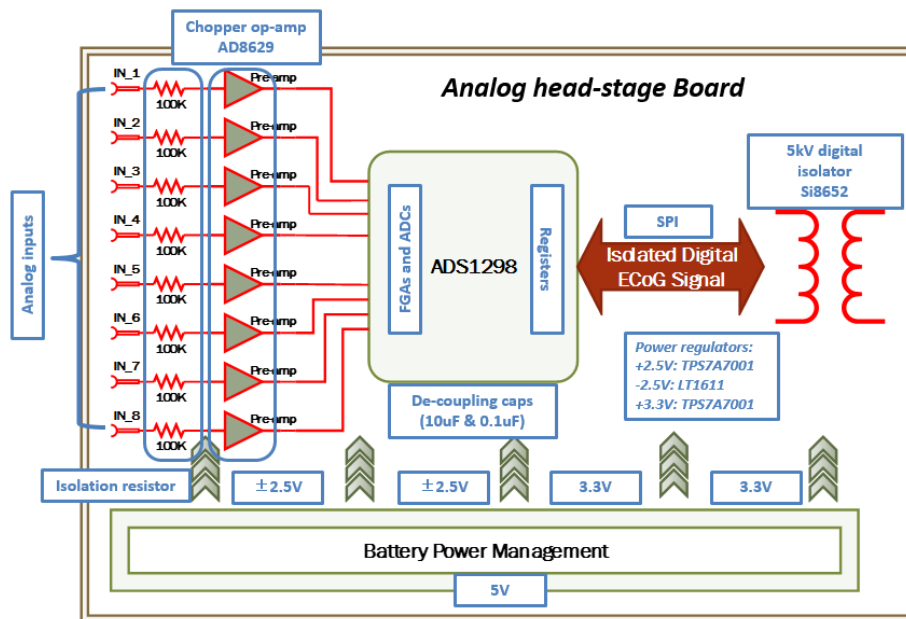 Chopper op-amp
AD8629
Analog head-stage Board
IN_1
100K
Pre-amp
IN_2
100K
Pre-amp
IN_3
100K
Pre-amp
IN_4
100K
Pre-amp
IN_5
100K
Pre-amp
IN_6
100K
Pre-amp
IN_7
100K
Pre-amp
IN_8
100K
Pre-amp
Analog inputs
FGAs and ADCs
ADS1298
Registers
SPI
Isolated Digital
ECoG Signal
5kV digital
isolator
Si8652
Power regulators:
+2.5V: TPS7A7001
-2.5V: LT1611
+3.3V: TPS7A7001
De-coupling caps
(10uF & 0.1uF)
Isolation resistor
±2.5V
±2.5V
3.3V
3.3V
Battery Power Management
5V